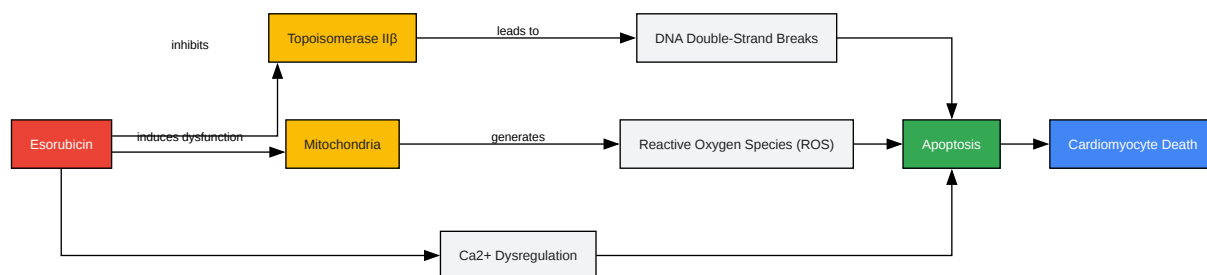 inhibits
Topoisomerase IIβ
leads to
DNA Double-Strand Breaks
Esorubicin
induces dysfunction
Mitochondria
generates
Reactive Oxygen Species (ROS)
Apoptosis
Cardiomyocyte Death
Ca2+ Dysregulation